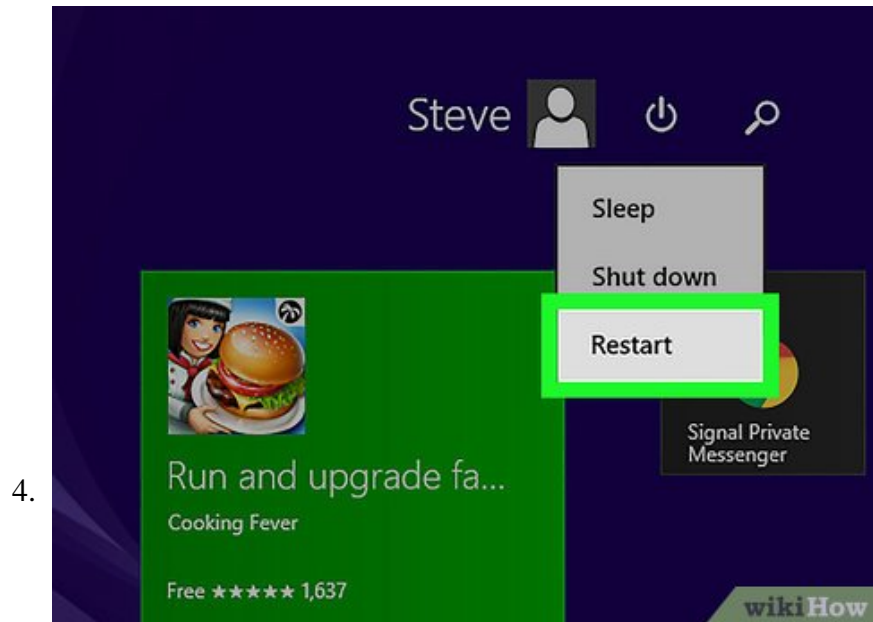 Steve
Sleep
Shut down
Restart
Signal Private
Messenger
4.
Run and upgrade fa...
Cooking Fever
Free ★★★★★ 1,637
wikiHow